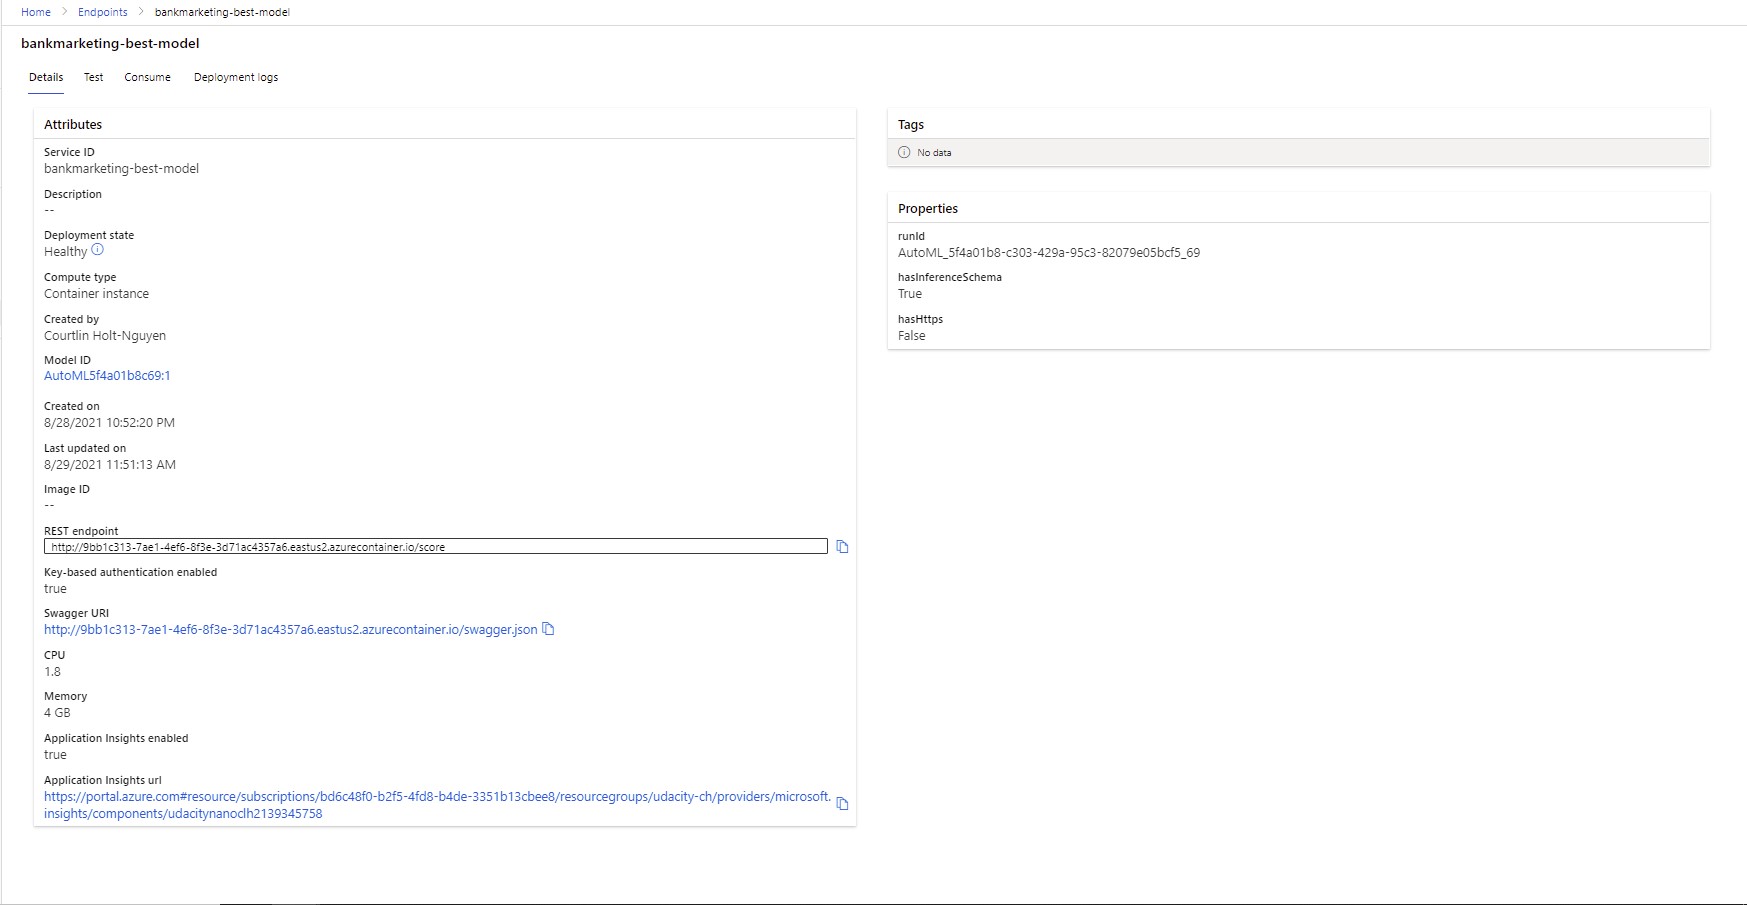 Home > Endpoints > bankmarketing-best-model
bankmarketing-best-model
Details Test Consume Deployment logs
Attributes
Service ID
bankmarketing-best-model
Description
--
Deployment state
Healthy
Compute type
Container instance
Created by
Courtlin Holt-Nguyen
Model ID
AutoML5f4a01b8c69:1
Created on
8/28/2021 10:52:20 PM
Last updated on
8/29/2021 11:51:13 AM
Image ID
--
REST endpoint
http://9bb1c313-7ae1-4ef6-8f3e-3d71ac4357a6.eastus2.azurecontainer.io/score
Key-based authentication enabled
true
Swagger URI
http://9bb1c313-7ae1-4ef6-8f3e-3d71ac4357a6.eastus2.azurecontainer.io/swagger.json
CPU
1.8
Memory
4 GB
Application Insights enabled
true
Application Insights url
https://portal.azure.com#resource/subscriptions/bd6c48f0-b2f5-4fd8-b4de-3351b13cbee8/resourcegroups/udacity-ch/providers/microsoft.
insights/components/udacitynanoclh2139345758
Tags
No data
Properties
runId
AutoML_5f4a01b8-c303-429a-95c3-82079e05bcf5_69
hasInferenceSchema
True
hasHttps
False